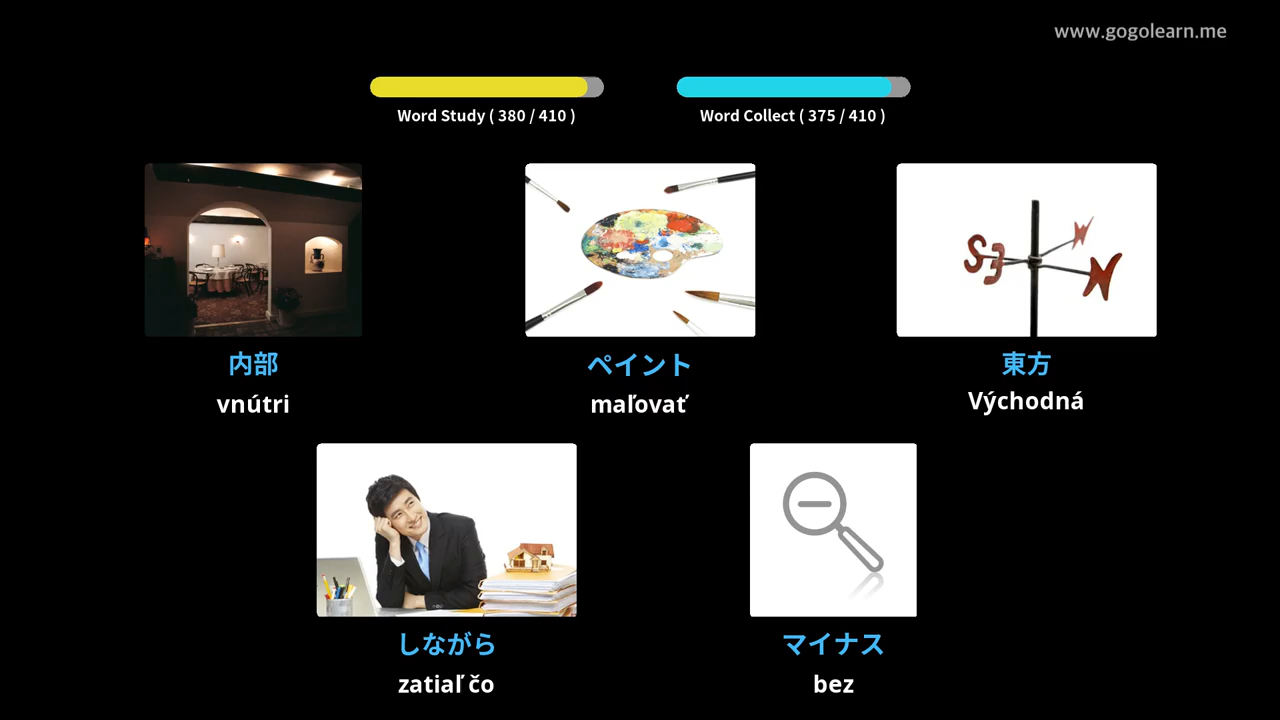 www.gogolearn.me
Word Study ( 380 / 410 )
Word Collect ( 375 / 410 )
内部
vnútri
ペイント
maľovať
東方
Východná
しながら
zatiaľ čo
マイナス
bez